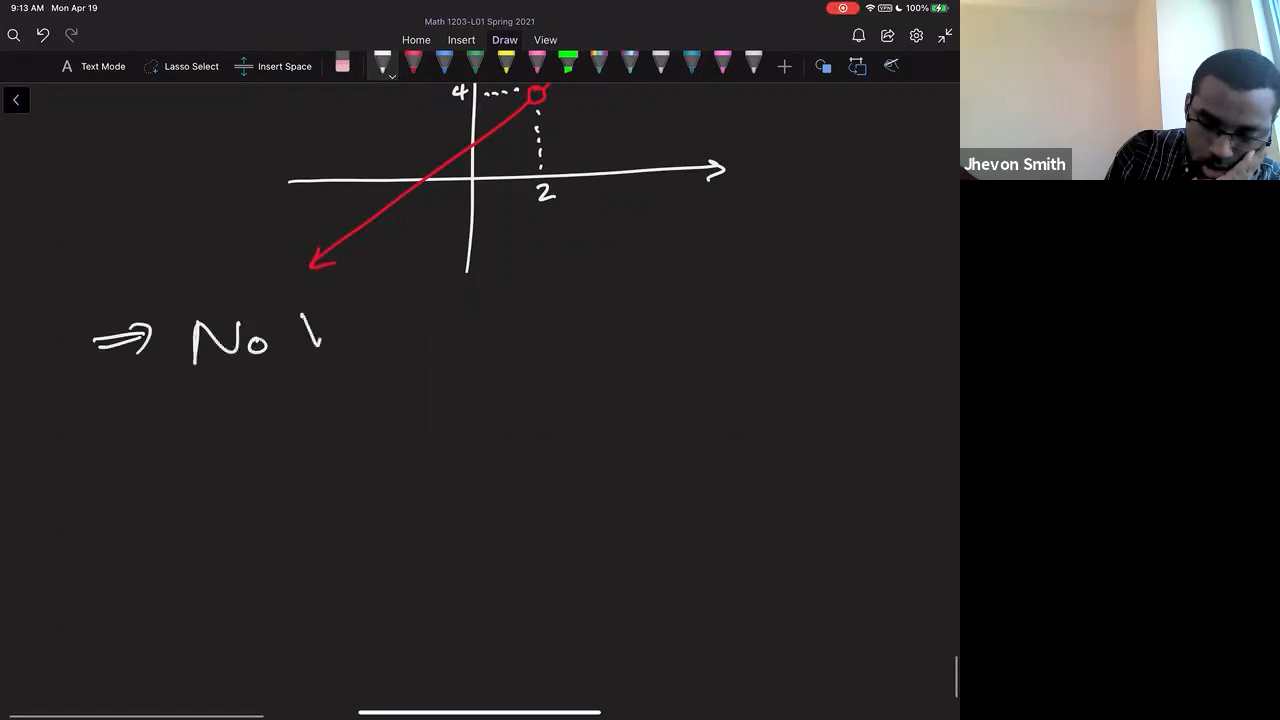 9:13 AM Mon Apr 19
VPN 100%
Math 1203-L01 Spring 2021
Home Insert Draw View
A Text Mode Lasso Select Insert Space
4
2
⇒ No
Jhevon Smith